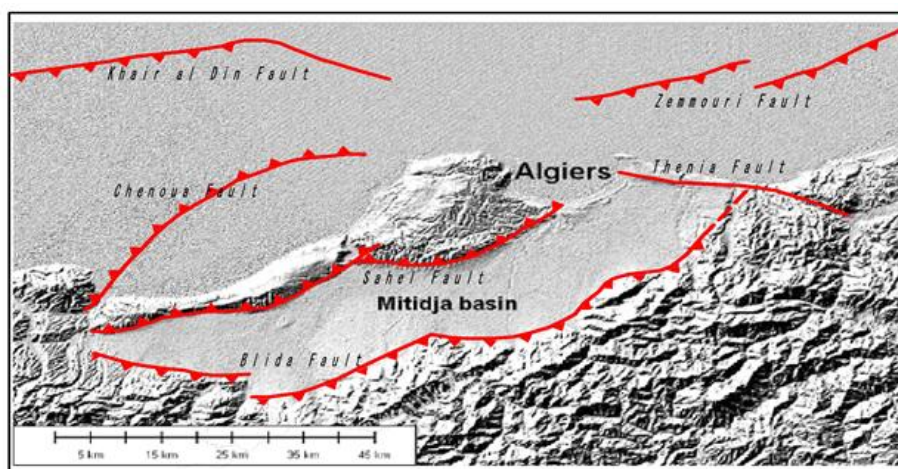 Khair al Din Fault
Zemmouri Fault
Algiers
Thenia Fault
Chenoua Fault
Sahel Fault
Mitidja basin
Blida Fault
5 km 15 km 25 km 35 km 45 km